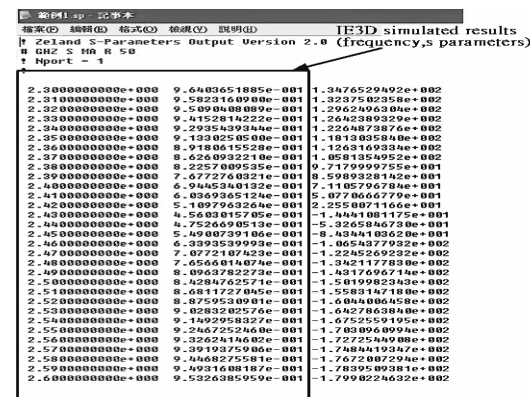 範例1.sp - 記事本
檔案(F) 編輯(E) 格式(O) 檢視(V) 說明(H)
IE3D simulated results
(frequency,s parameters)
! Zeland S-Parameters Output Version 2.0
# GHZ S MA R 50
! Nport = 1
2.3000000000e+000 9.6403651885e-001 1.3476529492e+002
2.3100000000e+000 9.5823160900e-001 1.3237502358e+002
2.3200000000e+000 9.5090408089e-001 1.2962496304e+002
2.3300000000e+000 9.4152814222e-001 1.2642389329e+002
2.3400000000e+000 9.2935439344e-001 1.2264873876e+002
2.3500000000e+000 9.1330250500e-001 1.1813035840e+002
2.3600000000e+000 8.9180615528e-001 1.1263169334e+002
2.3700000000e+000 8.6260932210e-001 1.0581354952e+002
2.3800000000e+000 8.2257009535e-001 9.7179999755e+001
2.3900000000e+000 7.6772760321e-001 8.5989328142e+001
2.4000000000e+000 6.9445340132e-001 7.1105796784e+001
2.4100000000e+000 6.0369365124e-001 5.0770666779e+001
2.4200000000e+000 5.1097963264e-001 2.2550071166e+001
2.4300000000e+000 4.5603015705e-001 -1.4441081175e+001
2.4400000000e+000 4.7526690513e-001 -5.3265846730e+001
2.4500000000e+000 5.4900739106e-001 -8.4344103620e+001
2.4600000000e+000 6.3393539993e-001 -1.0654377932e+002
2.4700000000e+000 7.0772107423e-001 -1.2245269232e+002
2.4800000000e+000 7.6566014074e-001 -1.3421177830e+002
2.4900000000e+000 8.0963782273e-001 -1.4317696714e+002
2.5000000000e+000 8.4284762571e-001 -1.5019982343e+002
2.5100000000e+000 8.6811727045e-001 -1.5583147180e+002
2.5200000000e+000 8.8759530901e-001 -1.6044006458e+002
2.5300000000e+000 9.0283202576e-001 -1.6427863840e+002
2.5400000000e+000 9.1492958327e-001 -1.6752559195e+002
2.5500000000e+000 9.2467252460e-001 -1.7030960994e+002
2.5600000000e+000 9.3262414602e-001 -1.7272544908e+002
2.5700000000e+000 9.3919375906e-001 -1.7484419347e+002
2.5800000000e+000 9.4468275581e-001 -1.7672007294e+002
2.5900000000e+000 9.4931608187e-001 -1.7839509381e+002
2.6000000000e+000 9.5326385959e-001 -1.7990224632e+002